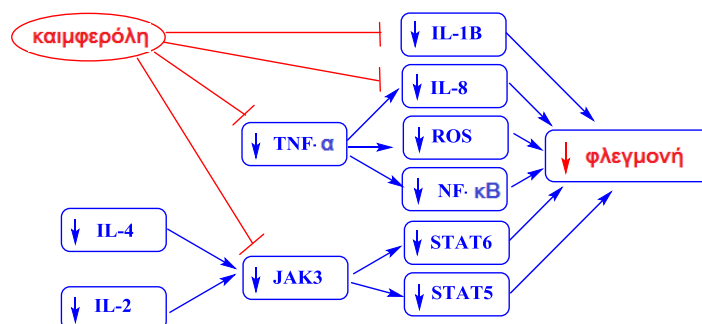 καιμφερόλη
↓ IL-1B
↓ IL-8
↓ TNF- α
↓ ROS
↓ φλεγμονή
↓ NF- κB
↓ IL-4
↓ STAT6
↓ JAK3
↓ STAT5
↓ IL-2